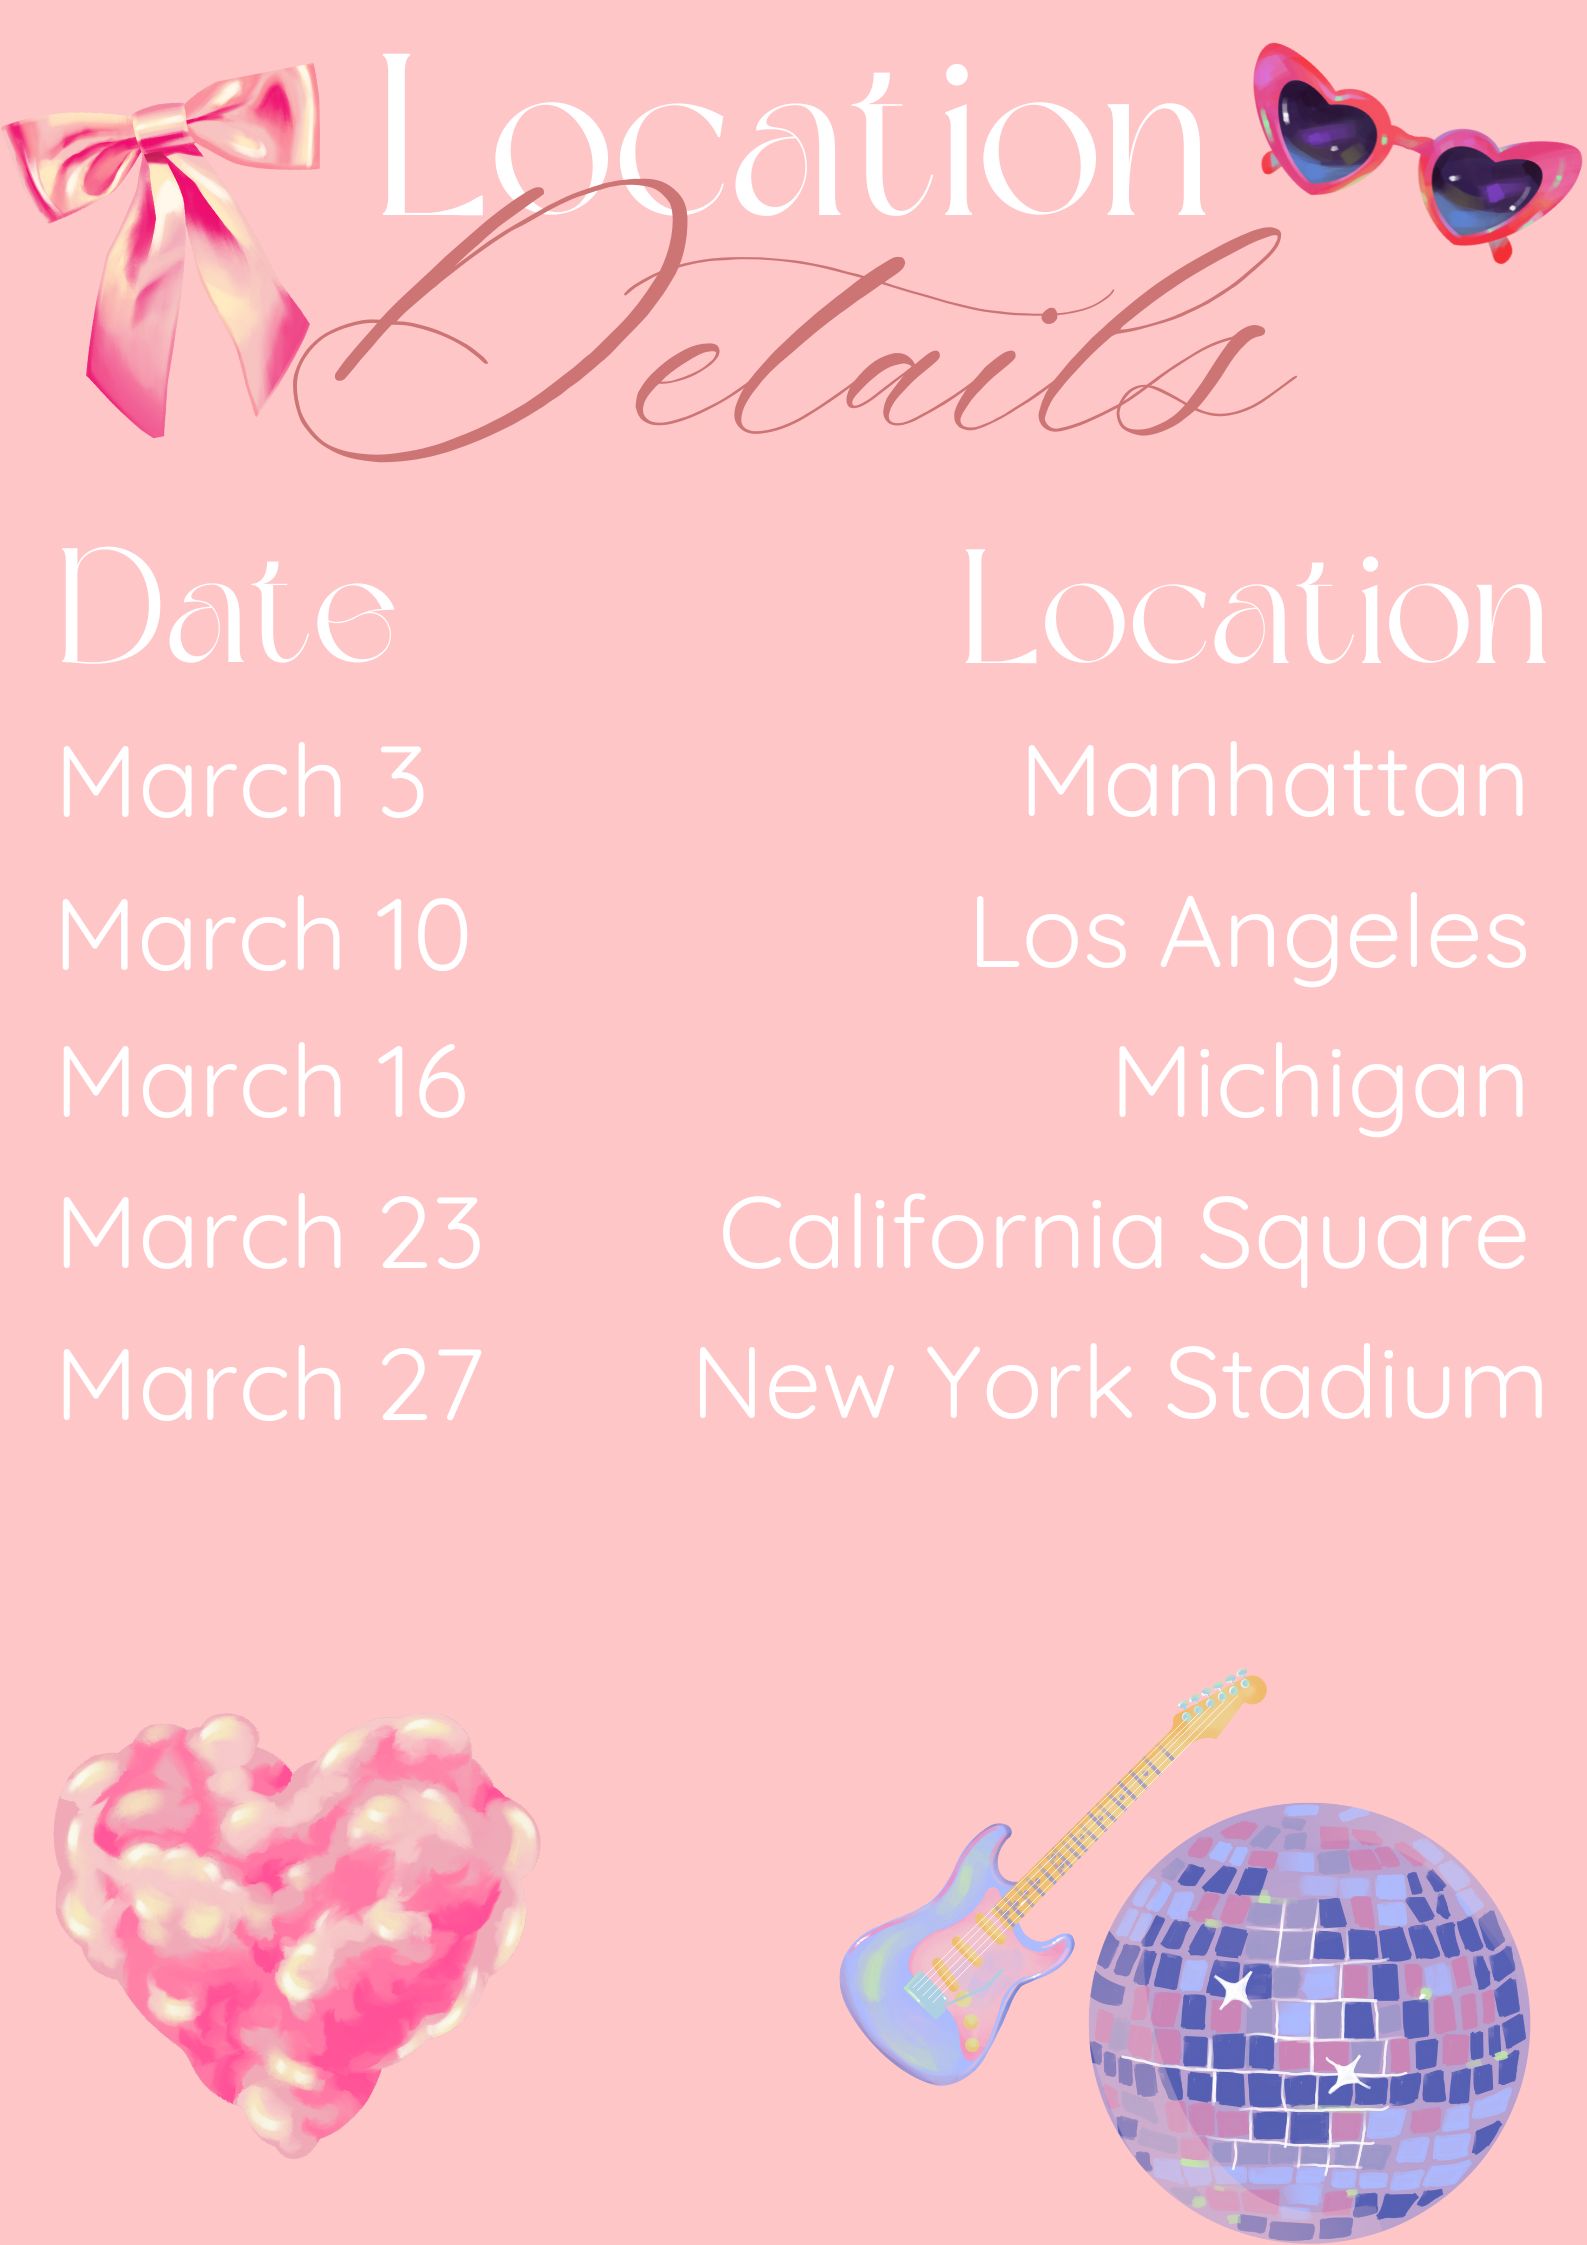 Location
Details
Date Location
March 3 Manhattan
March 10 Los Angeles
March 16 Michigan
March 23 California Square
March 27 New York Stadium